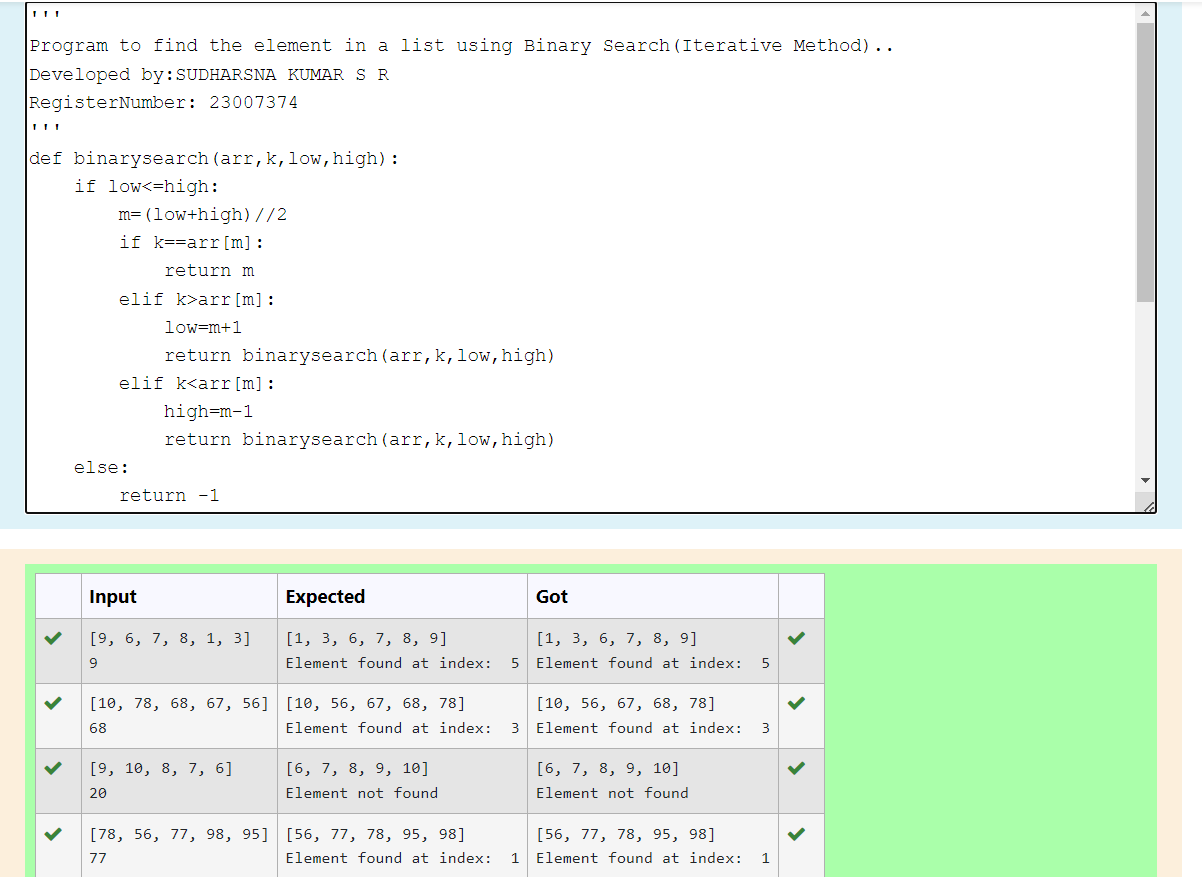 '''
Program to find the element in a list using Binary Search(Iterative Method)..
Developed by:SUDHARSNA KUMAR S R
RegisterNumber: 23007374
'''
def binarysearch(arr,k,low,high):
    if low<=high:
        m=(low+high)//2
        if k==arr[m]:
            return m
        elif k>arr[m]:
            low=m+1
            return binarysearch(arr,k,low,high)
        elif k<arr[m]:
            high=m-1
            return binarysearch(arr,k,low,high)
    else:
        return -1
Input Expected Got
[9, 6, 7, 8, 1, 3] [1, 3, 6, 7, 8, 9] [1, 3, 6, 7, 8, 9]
9 Element found at index:  5 Element found at index:  5
[10, 78, 68, 67, 56] [10, 56, 67, 68, 78] [10, 56, 67, 68, 78]
68 Element found at index:  3 Element found at index:  3
[9, 10, 8, 7, 6] [6, 7, 8, 9, 10] [6, 7, 8, 9, 10]
20 Element not found Element not found
[78, 56, 77, 98, 95] [56, 77, 78, 95, 98] [56, 77, 78, 95, 98]
77 Element found at index:  1 Element found at index:  1